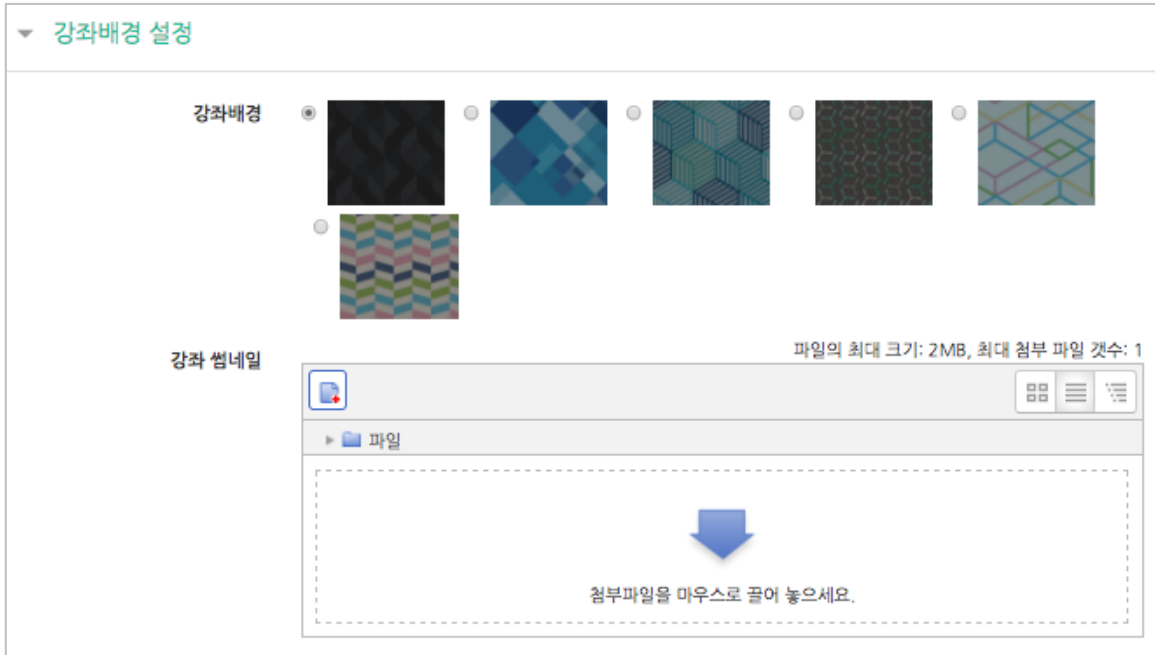 강좌배경 설정
강좌배경
강좌 썸네일
파일의 최대 크기: 2MB, 최대 첨부 파일 갯수: 1
파일
첨부파일을 마우스로 끌어 놓으세요.